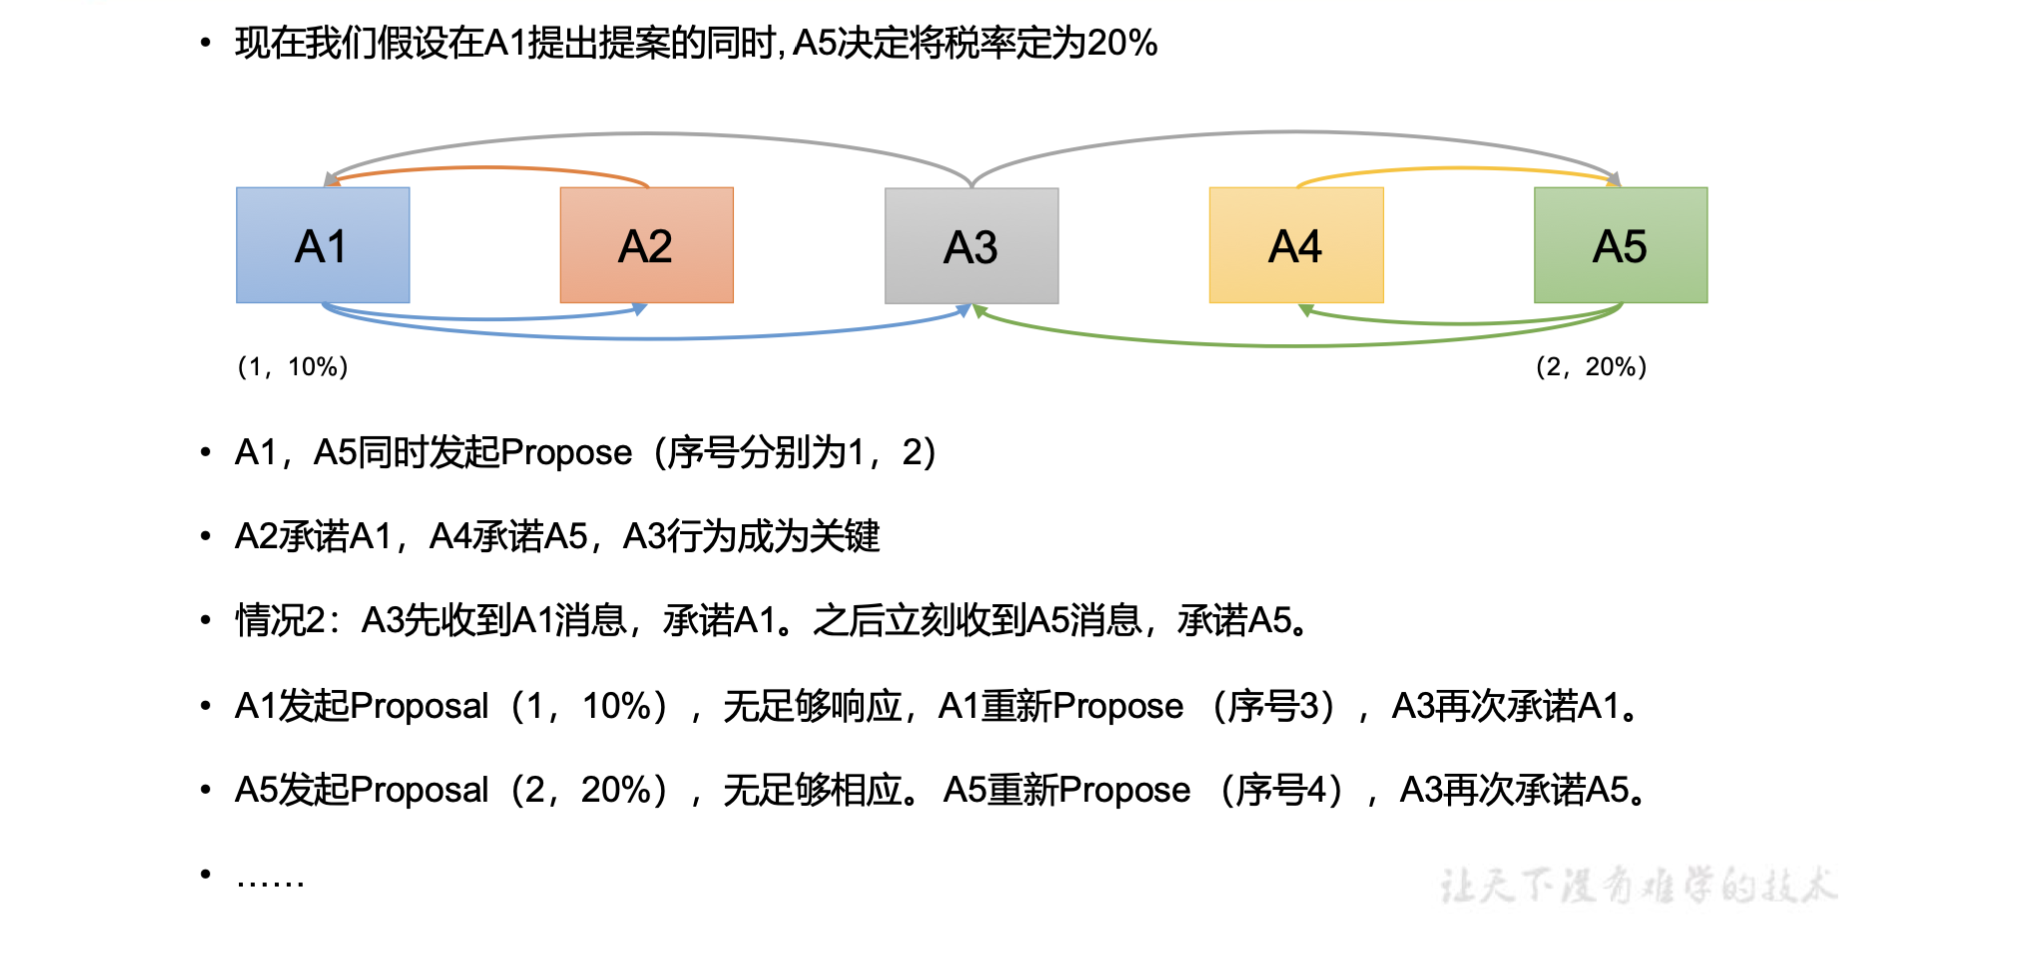 • 现在我们假设在A1提出提案的同时, A5决定将税率定为20%
A1 A2 A3 A4 A5
(1，10%) (2，20%)
• A1，A5同时发起Propose（序号分别为1，2）
• A2承诺A1，A4承诺A5，A3行为成为关键
• 情况2：A3先收到A1消息，承诺A1。之后立刻收到A5消息，承诺A5。
• A1发起Proposal（1，10%），无足够响应，A1重新Propose （序号3），A3再次承诺A1。
• A5发起Proposal（2，20%），无足够相应。 A5重新Propose （序号4），A3再次承诺A5。
• ……
让天下没有难学的技术